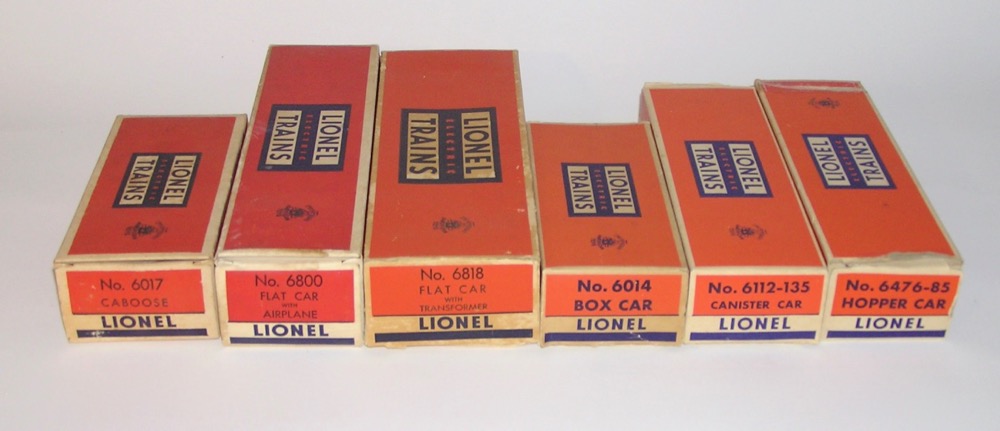 LIONEL
ELECTRIC
TRAINS
No. 6017
CABOOSE
LIONEL
LIONEL
ELECTRIC
TRAINS
No. 6800
FLAT CAR
WITH
AIRPLANE
LIONEL
LIONEL
ELECTRIC
TRAINS
No. 6818
FLAT CAR
WITH
TRANSFORMER
LIONEL
LIONEL
ELECTRIC
TRAINS
No. 6014
BOX CAR
LIONEL
LIONEL
ELECTRIC
TRAINS
No. 6112-135
CANISTER CAR
LIONEL
LIONEL
ELECTRIC
TRAINS
No. 6476-85
HOPPER CAR
LIONEL